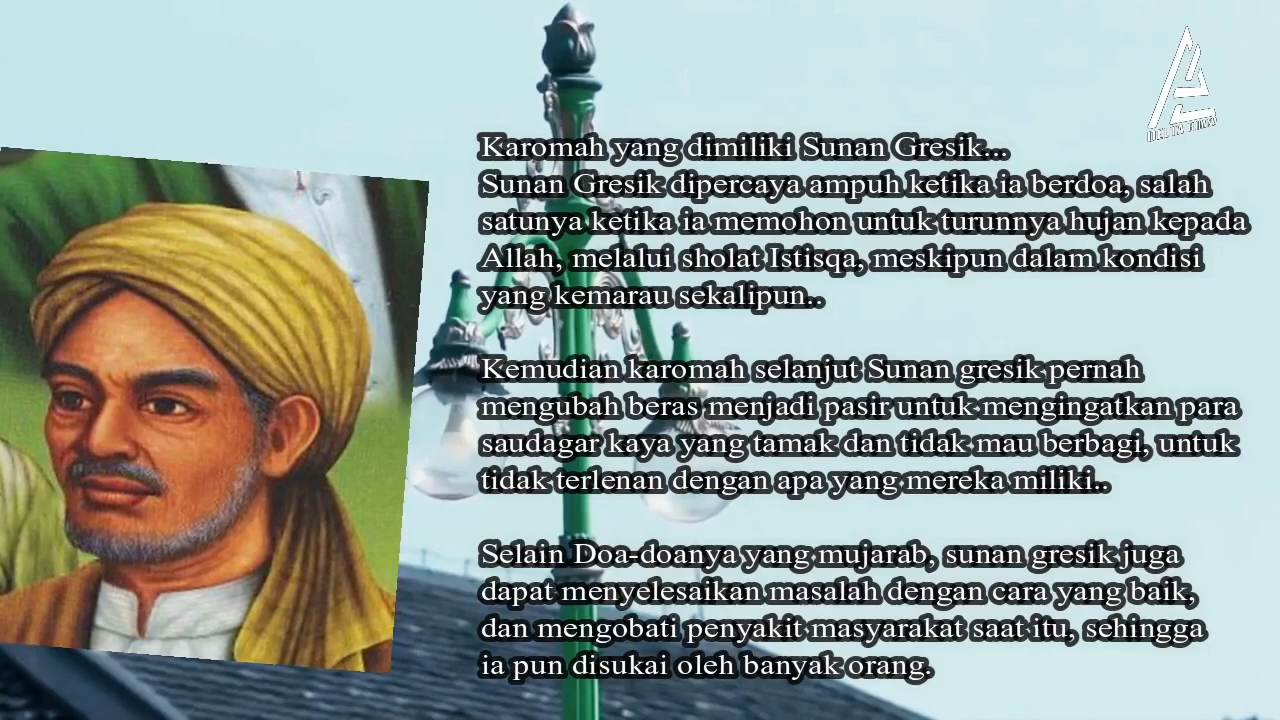 Karomah yang dimiliki Sunan Gresik...
Sunan Gresik dipercaya ampuh ketika ia berdoa, salah
satunya ketika ia memohon untuk turunnya hujan kepada
Allah, melalui sholat Istisqa, meskipun dalam kondisi
yang kemarau sekalipun..
Kemudian karomah selanjut Sunan gresik pernah
mengubah beras menjadi pasir untuk mengingatkan para
saudagar kaya yang tamak dan tidak mau berbagi, untuk
tidak terlenan dengan apa yang mereka miliki..
Selain Doa-doanya yang mujarab, sunan gresik juga
dapat menyelesaikan masalah dengan cara yang baik,
dan mengobati penyakit masyarakat saat itu, sehingga
ia pun disukai oleh banyak orang.